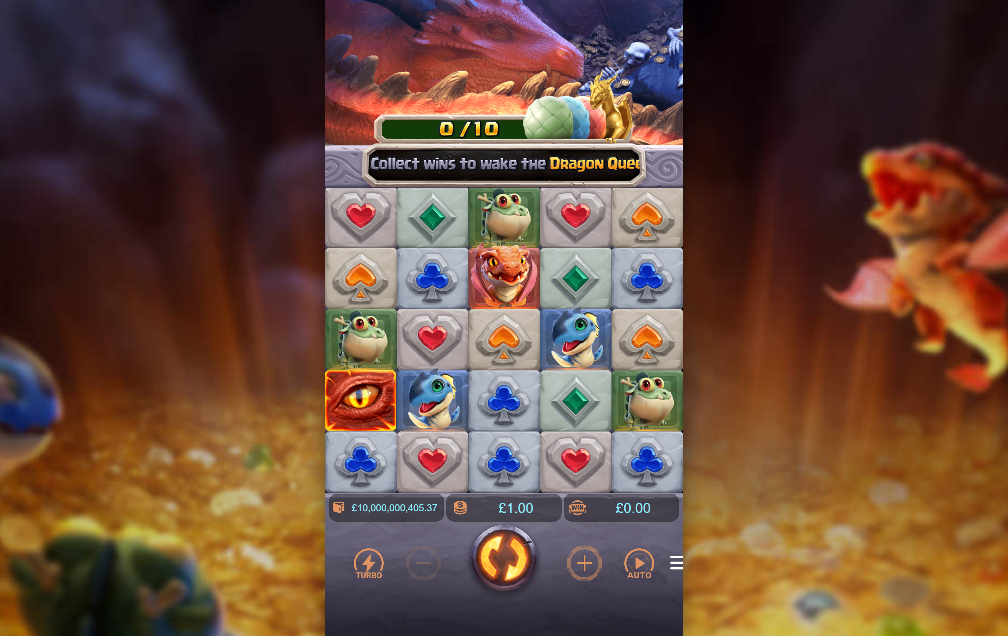 0/10
Collect wins to wake the Dragon Quee
£10,000,000,405.37
£1.00
WIN
£0.00
TURBO
AUTO